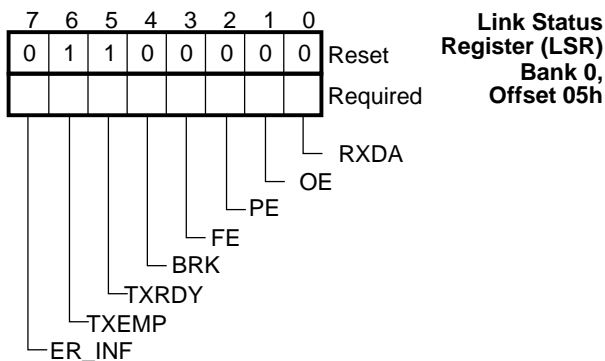 7 6 5 4 3 2 1 0
0 1 1 0 0 0 0 0 Reset
Required
Link Status
Register (LSR)
Bank 0,
Offset 05h
RXDA
OE
PE
FE
BRK
TXRDY
TXEMP
ER_INF